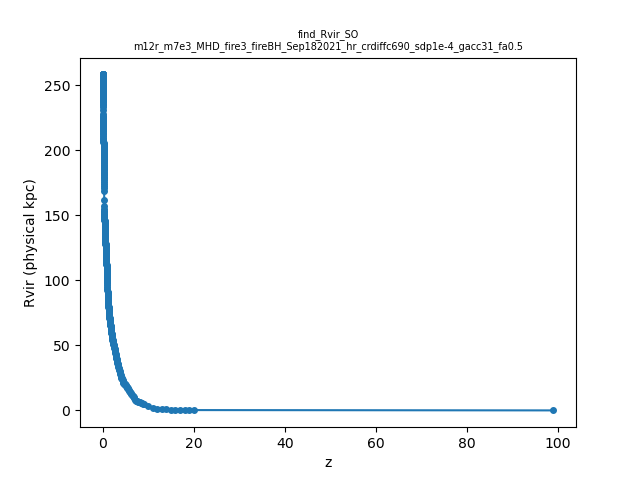 find_Rvir_SO
m12r_m7e3_MHD_fire3_fireBH_Sep182021_hr_crdiffc690_sdp1e-4_gacc31_fa0.5
250
200
150
100
50
0
Rvir (physical kpc)
0 20 40 60 80 100
z